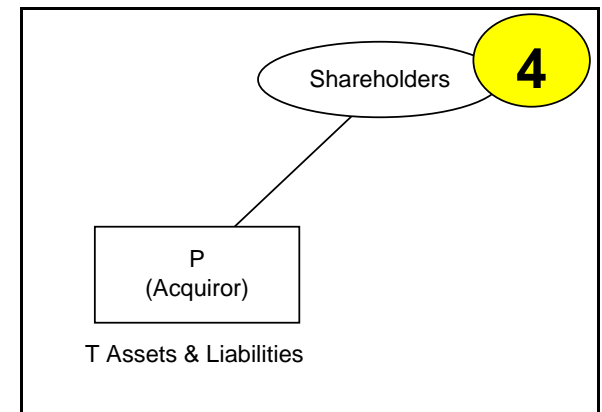 Shareholders
4
P
(Acquiror)
T Assets & Liabilities